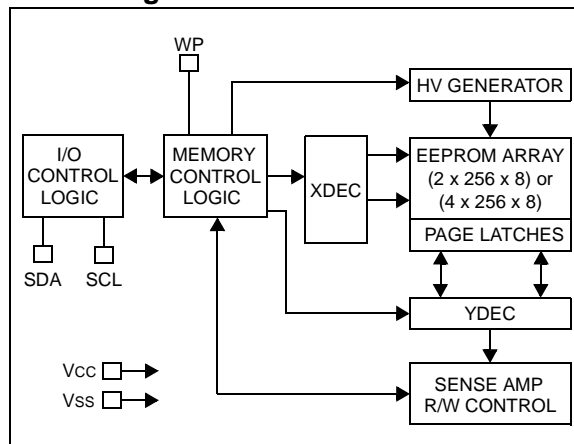 WP
HV GENERATOR
I/O
CONTROL
LOGIC
MEMORY
CONTROL
LOGIC
XDEC
EEPROM ARRAY
(2 x 256 x 8) or
(4 x 256 x 8)
PAGE LATCHES
SDA
SCL
YDEC
Vcc
Vss
SENSE AMP
R/W CONTROL